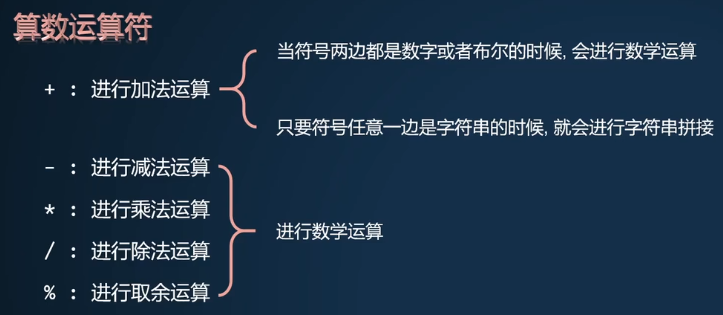 算数运算符
当符号两边都是数字或者布尔的时候, 会进行数学运算
+ : 进行加法运算
只要符号任意一边是字符串的时候, 就会进行字符串拼接
- : 进行减法运算
* : 进行乘法运算
进行数学运算
/ : 进行除法运算
% : 进行取余运算